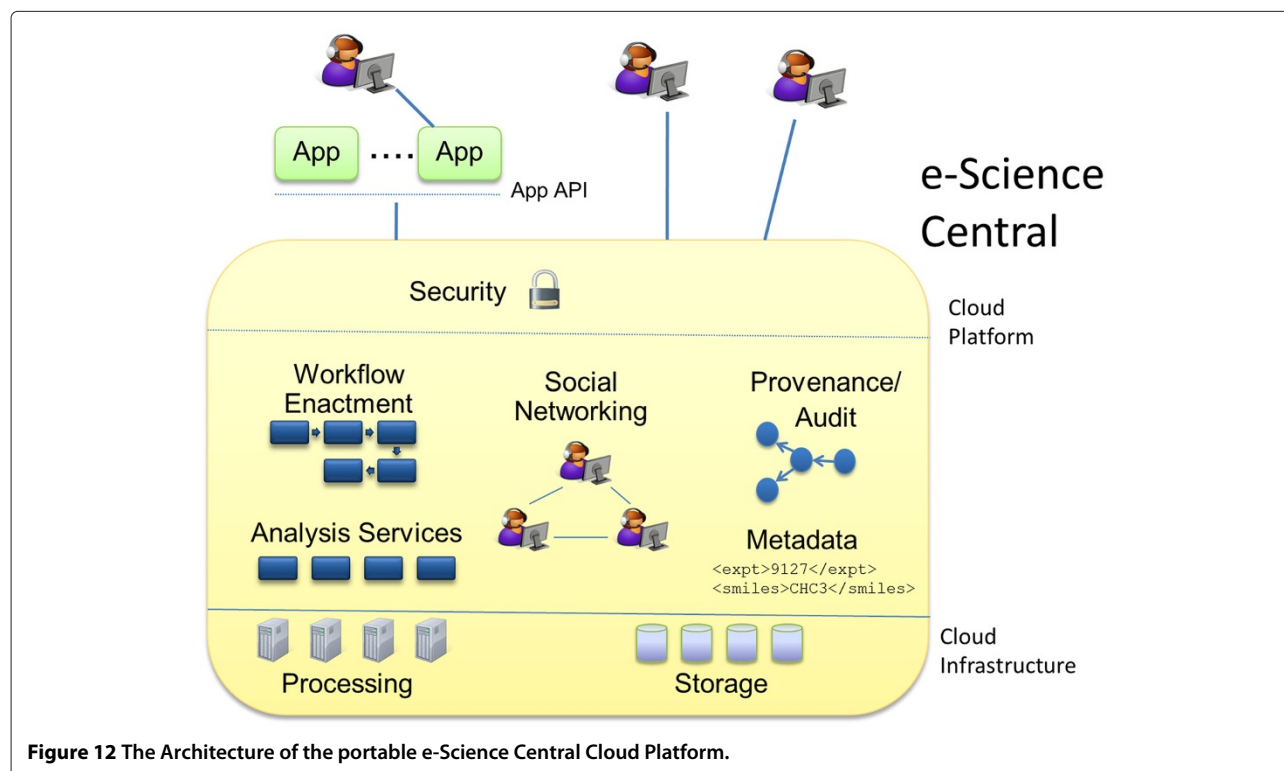 App .... App
App API
e-Science
Central
Security
Cloud
Platform
Workflow
Enactment
Social
Networking
Provenance/
Audit
Analysis Services
Metadata
<expt>9127</expt>
<smiles>CHC3</smiles>
Cloud
Infrastructure
Processing
Storage
Figure 12 The Architecture of the portable e-Science Central Cloud Platform.